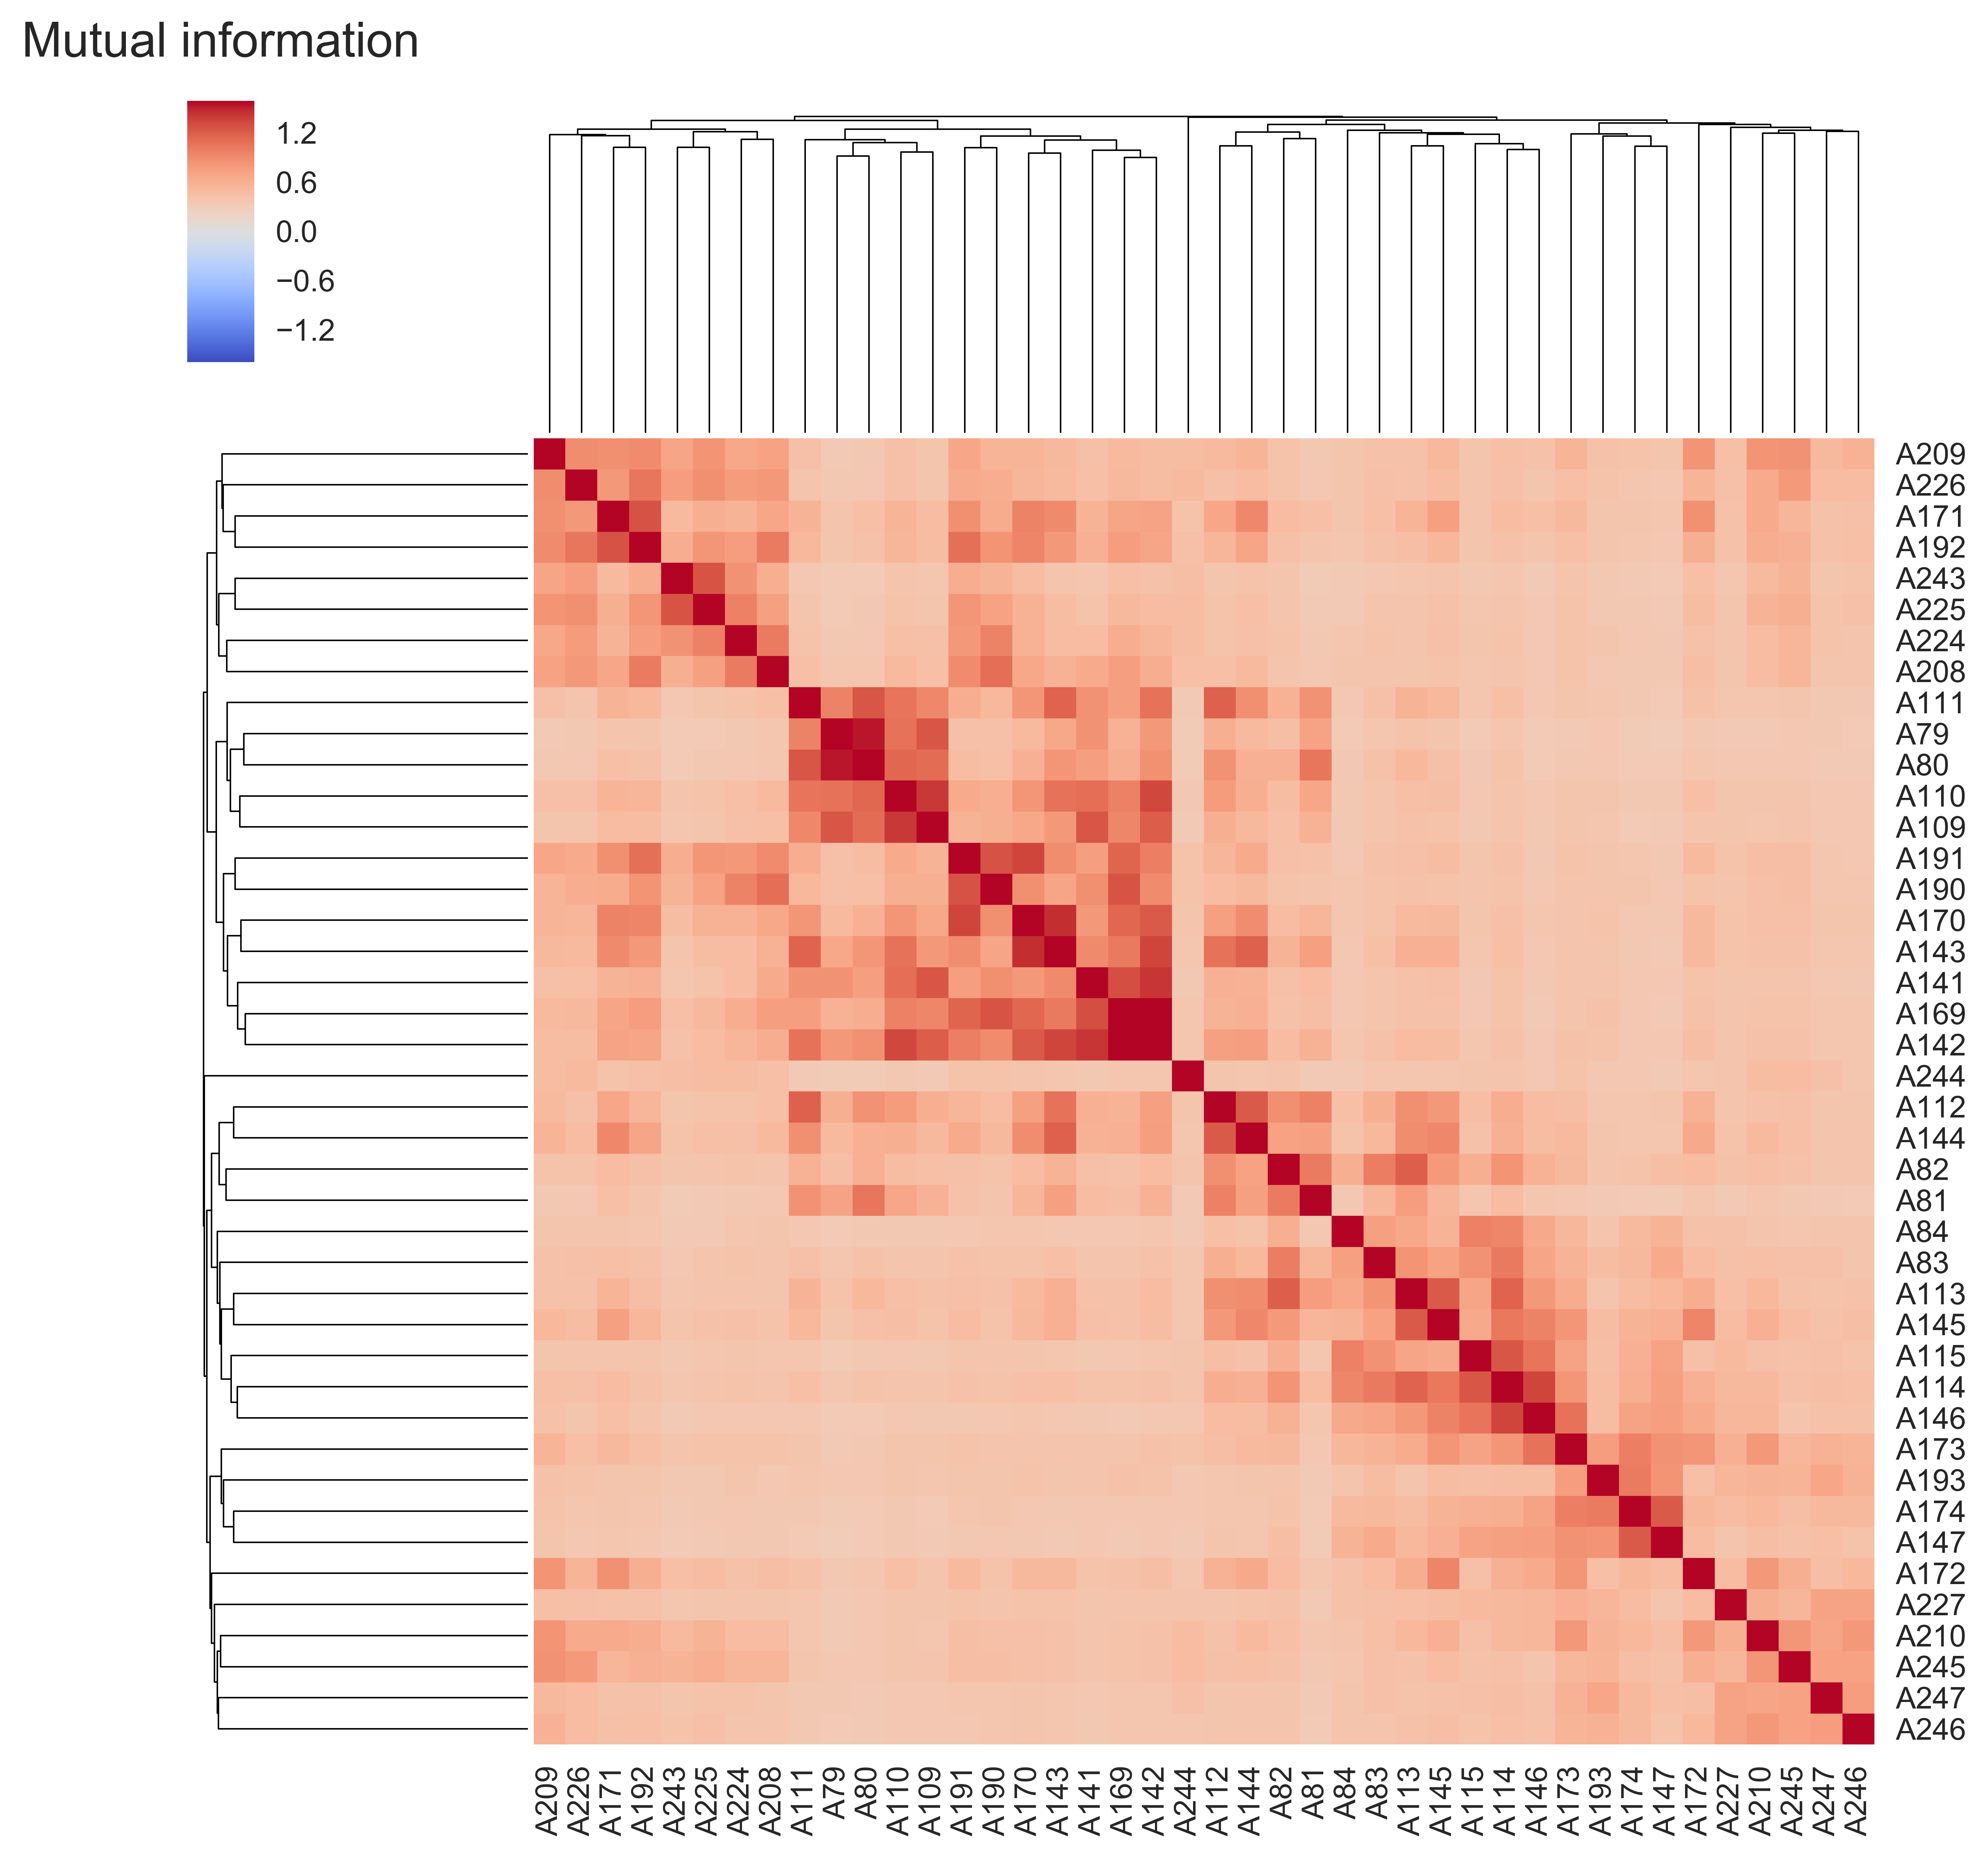 Mutual information
1.2
0.6
0.0
−0.6
−1.2
A209
A226
A171
A192
A243
A225
A224
A208
A111
A79
A80
A110
A109
A191
A190
A170
A143
A141
A169
A142
A244
A112
A144
A82
A81
A84
A83
A113
A145
A115
A114
A146
A173
A193
A174
A147
A172
A227
A210
A245
A247
A246
A209
A226
A171
A192
A243
A225
A224
A208
A111
A79
A80
A110
A109
A191
A190
A170
A143
A141
A169
A142
A244
A112
A144
A82
A81
A84
A83
A113
A145
A115
A114
A146
A173
A193
A174
A147
A172
A227
A210
A245
A247
A246